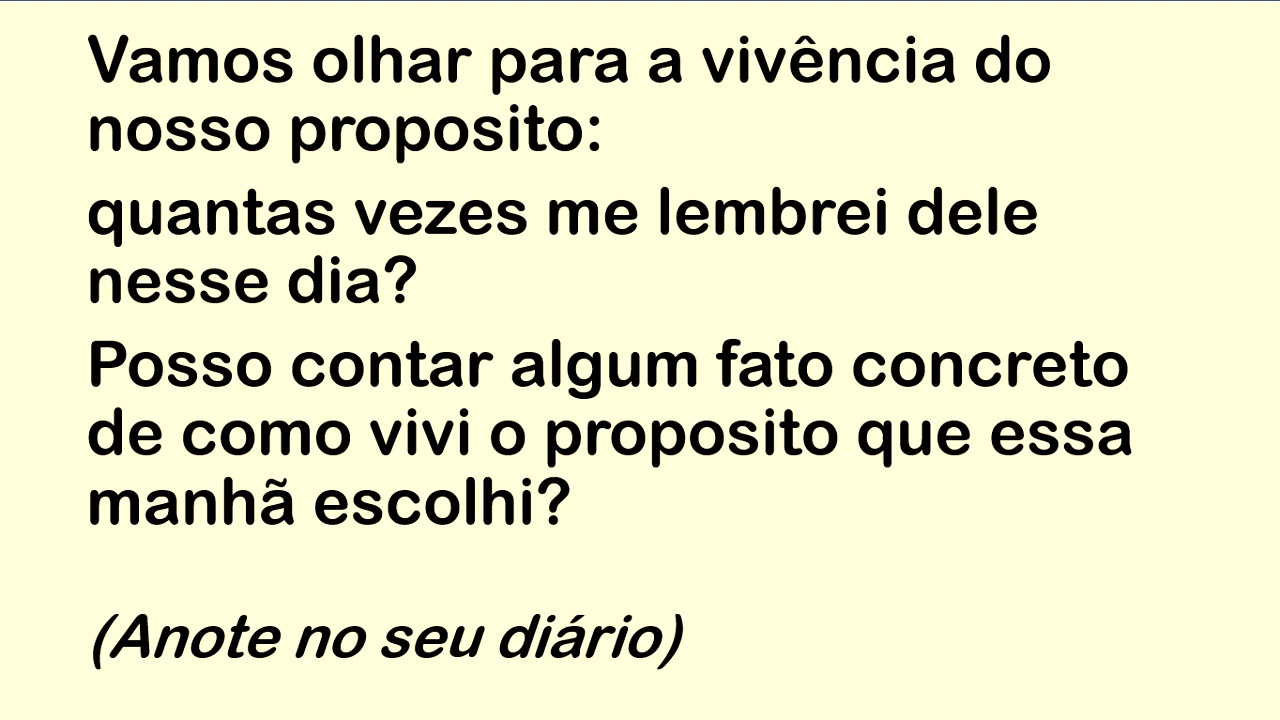 Vamos olhar para a vivência do
nosso proposito:
quantas vezes me lembrei dele
nesse dia?
Posso contar algum fato concreto
de como vivi o proposito que essa
manhã escolhi?
(Anote no seu diário)